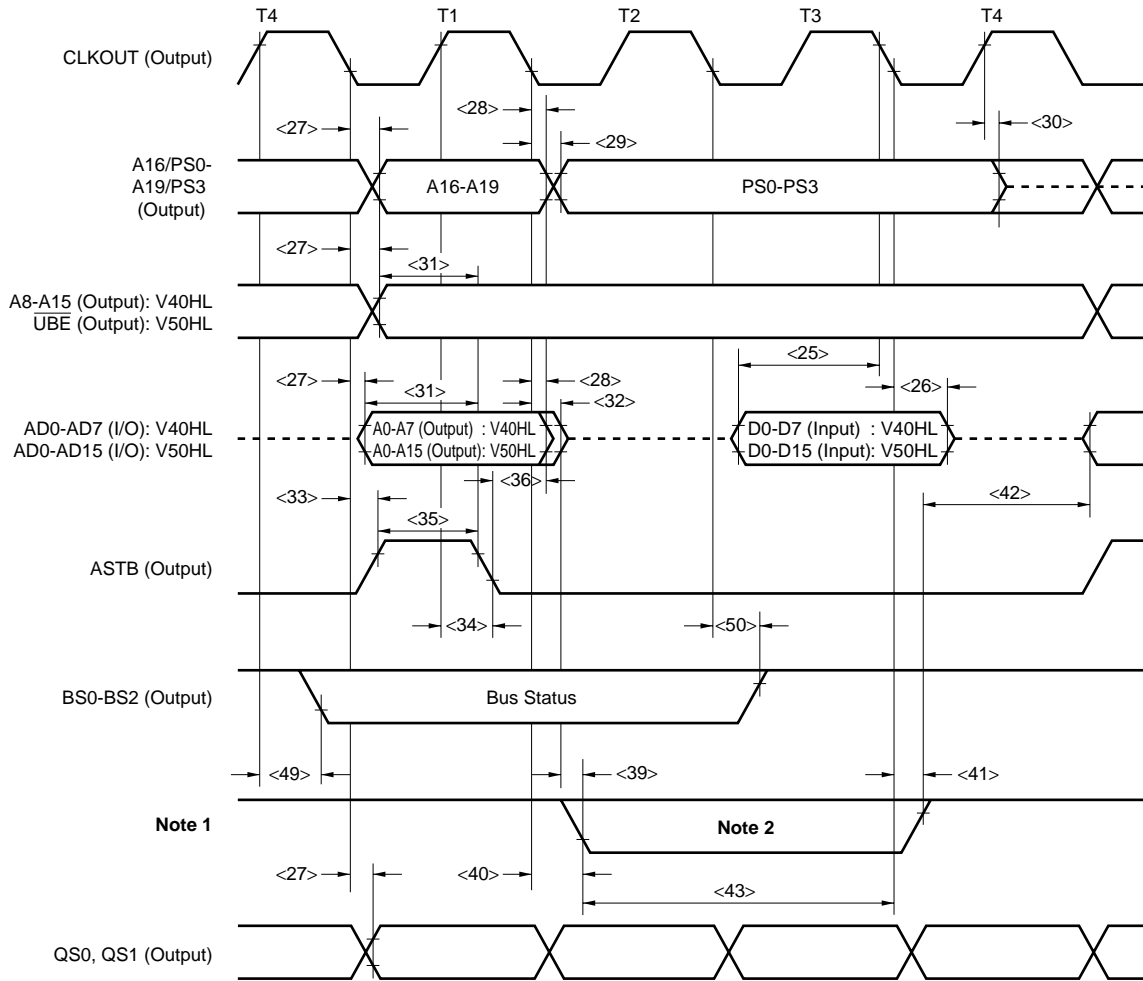 T4 T1 T2 T3 T4
CLKOUT (Output)
<28>
<27> <30>
<29>
A16/PS0-
A19/PS3
(Output)
A16-A19 PS0-PS3
<27>
<31>
A8-A15 (Output): V40HL
UBE (Output): V50HL
<25>
<27> <31> <28> <26>
<32>
AD0-AD7 (I/O): V40HL
AD0-AD15 (I/O): V50HL
A0-A7 (Output) : V40HL
A0-A15 (Output): V50HL
D0-D7 (Input) : V40HL
D0-D15 (Input): V50HL
<36>
<33> <42>
<35>
ASTB (Output)
<34> <50>
BS0-BS2 (Output) Bus Status
<49> <39> <41>
Note 1 Note 2
<27> <40>
<43>
QS0, QS1 (Output)